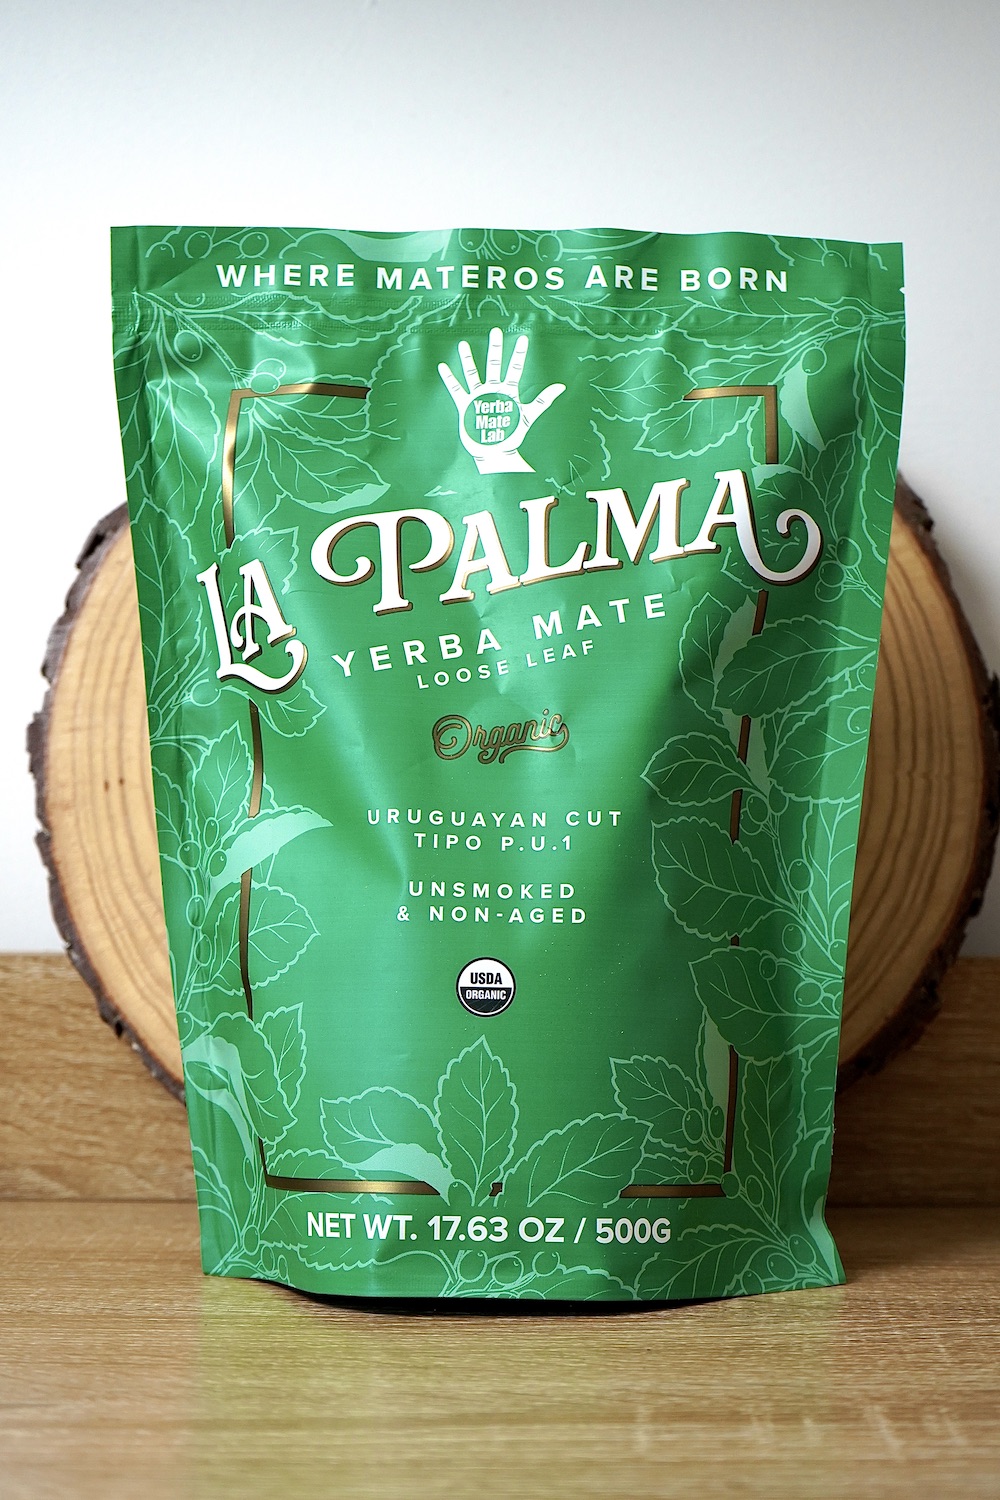 WHERE MATEROS ARE BORN
Yerba
Mate
Lab
LA PALMA
YERBA MATE
LOOSE LEAF
Organic
URUGUAYAN CUT
TIPO P.U.1
UNSMOKED
& NON-AGED
USDA
ORGANIC
NET WT. 17.63 OZ / 500G